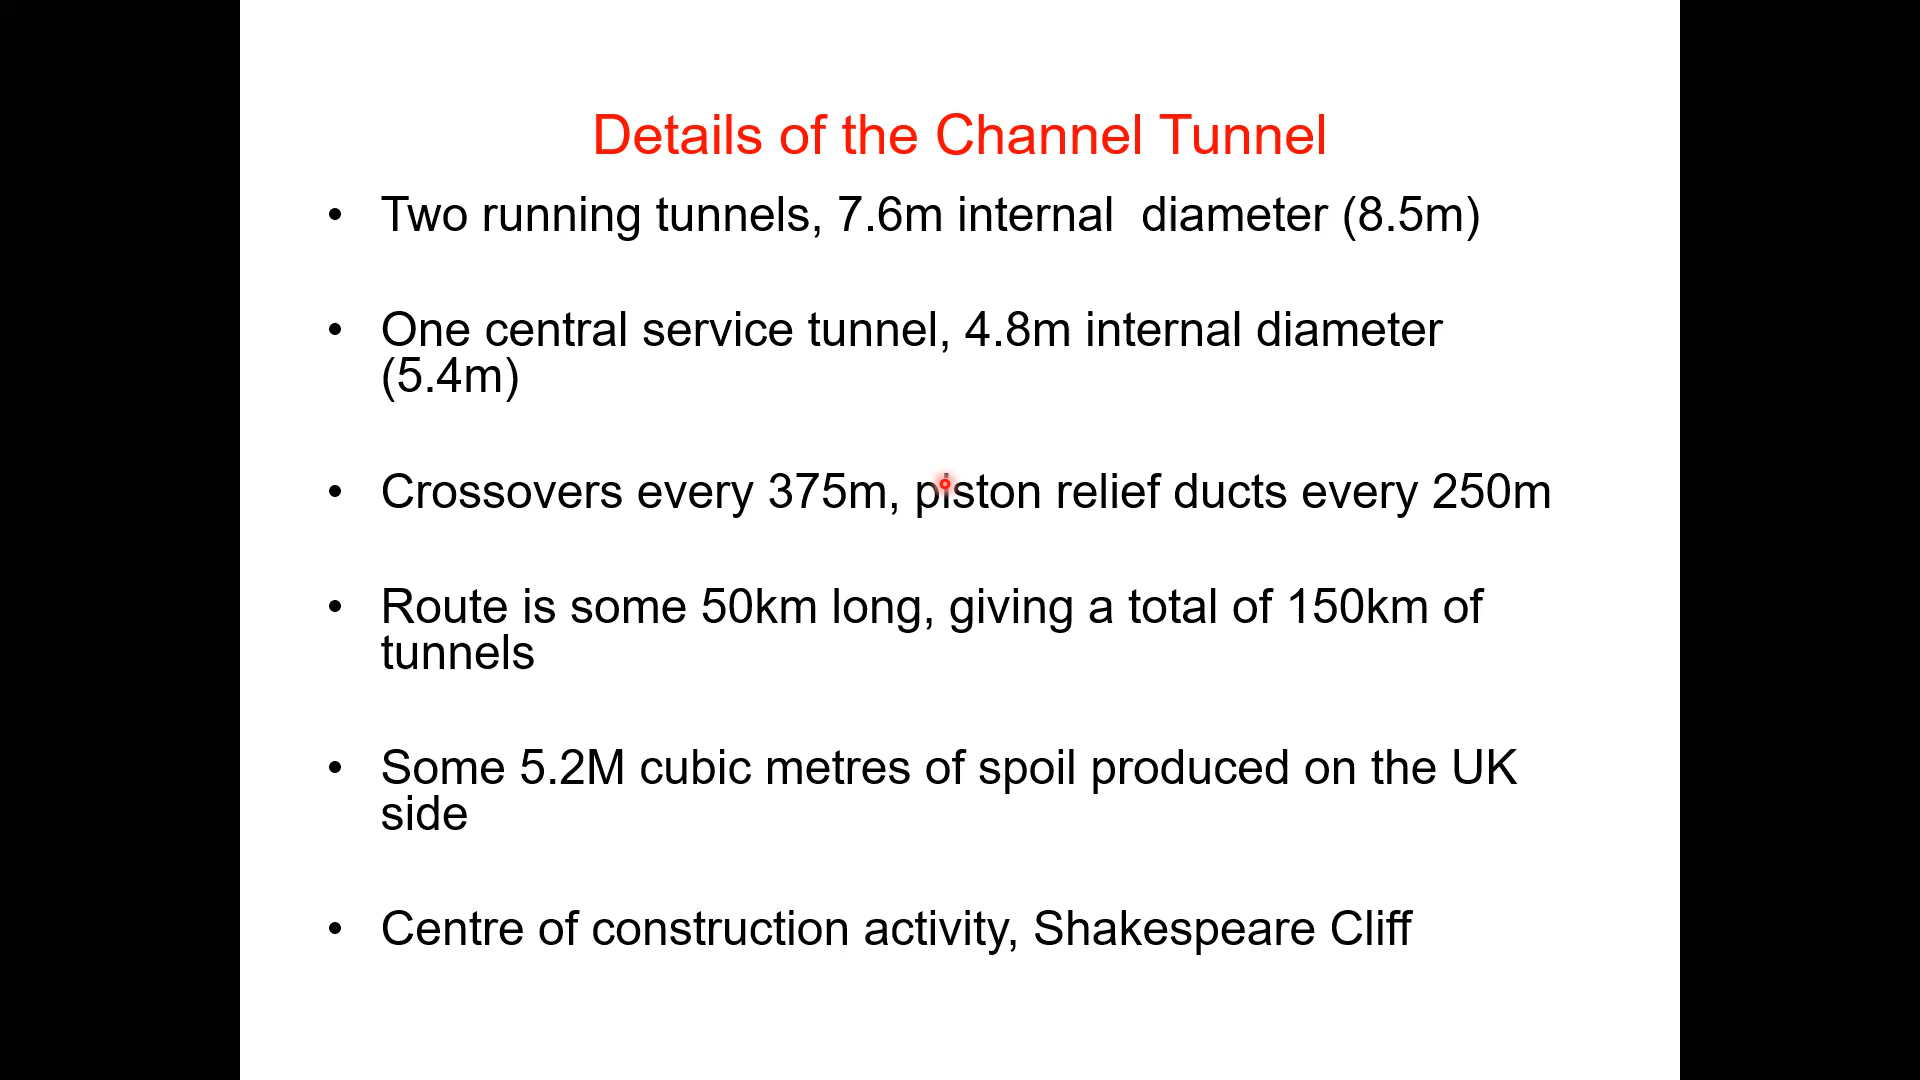 Details of the Channel Tunnel
• Two running tunnels, 7.6m internal  diameter (8.5m)
• One central service tunnel, 4.8m internal diameter
(5.4m)
• Crossovers every 375m, piston relief ducts every 250m
• Route is some 50km long, giving a total of 150km of
tunnels
• Some 5.2M cubic metres of spoil produced on the UK
side
• Centre of construction activity, Shakespeare Cliff